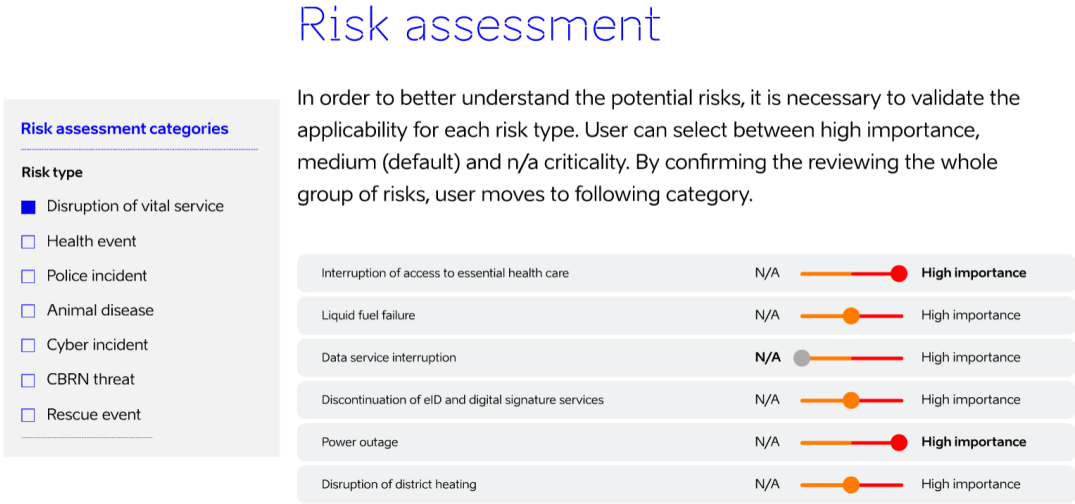 Risk assessment
In order to better understand the potential risks, it is necessary to validate the
applicability for each risk type. User can select between high importance,
medium (default) and n/a criticality. By confirming the reviewing the whole
group of risks, user moves to following category.
Risk assessment categories
Risk type
Disruption of vital service
Health event
Police incident
Animal disease
Cyber incident
CBRN threat
Rescue event
Interruption of access to essential health care N/A High importance
Liquid fuel failure N/A High importance
Data service interruption N/A High importance
Discontinuation of eID and digital signature services N/A High importance
Power outage N/A High importance
Disruption of district heating N/A High importance